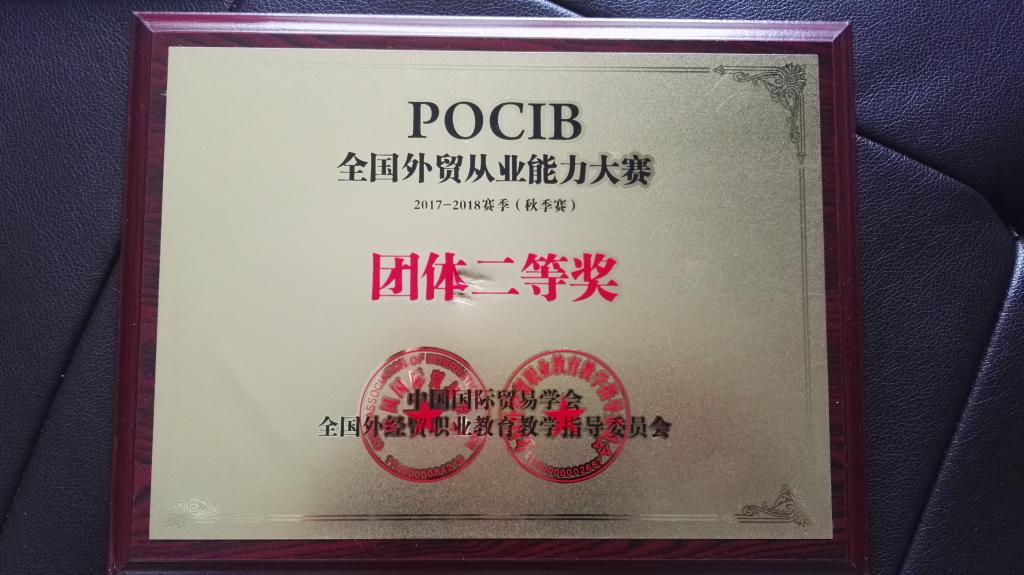 POCIB
全国外贸从业能力大赛
2017-2018赛季（秋季赛）
团体二等奖
中国国际贸易学会
全国外经贸职业教育教学指导委员会